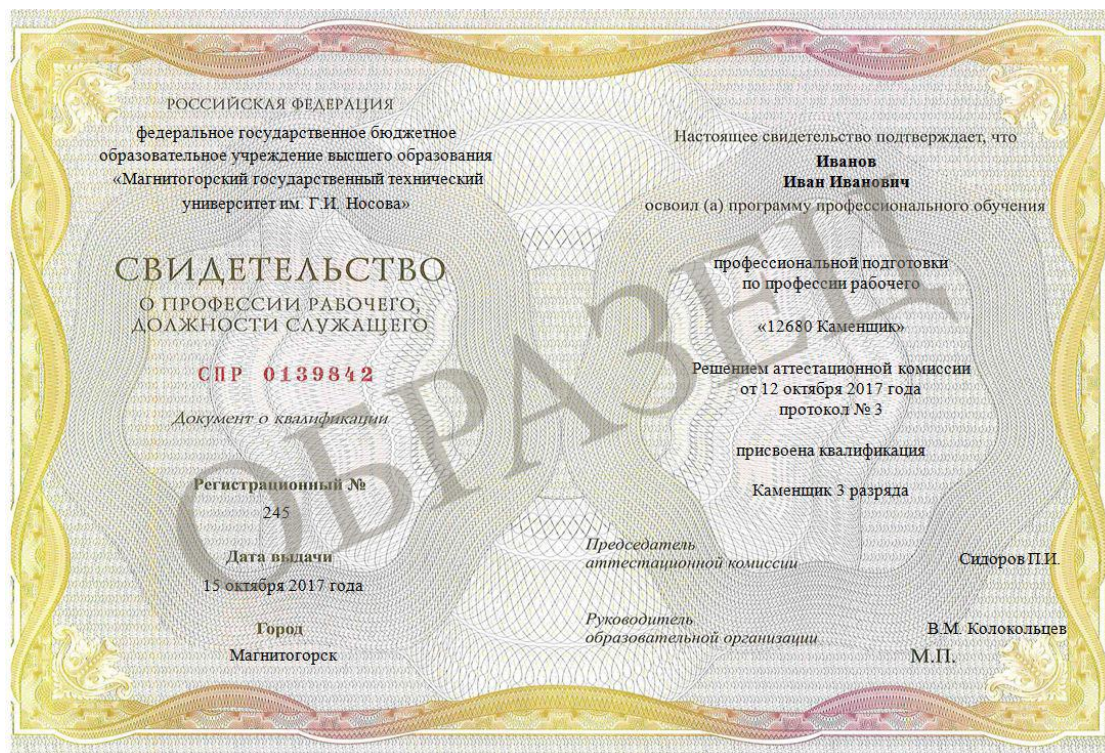 РОССИЙСКАЯ ФЕДЕРАЦИЯ
федеральное государственное бюджетное
образовательное учреждение высшего образования
«Магнитогорский государственный технический
университет им. Г.И. Носова»
СВИДЕТЕЛЬСТВО
О ПРОФЕССИИ РАБОЧЕГО,
ДОЛЖНОСТИ СЛУЖАЩЕГО
СПР 0139842
Документ о квалификации
Регистрационный №
245
Дата выдачи
15 октября 2017 года
Город
Магнитогорск
Настоящее свидетельство подтверждает, что
Иванов
Иван Иванович
освоил (а) программу профессионального обучения
профессиональной подготовки
по профессии рабочего
«12680 Каменщик»
Решением аттестационной комиссии
от 12 октября 2017 года
протокол № 3
присвоена квалификация
Каменщик 3 разряда
Председатель
аттестационной комиссии
Сидоров П.И.
Руководитель
образовательной организации
В.М. Колокольцев
М.П.
ОБРАЗЕЦ